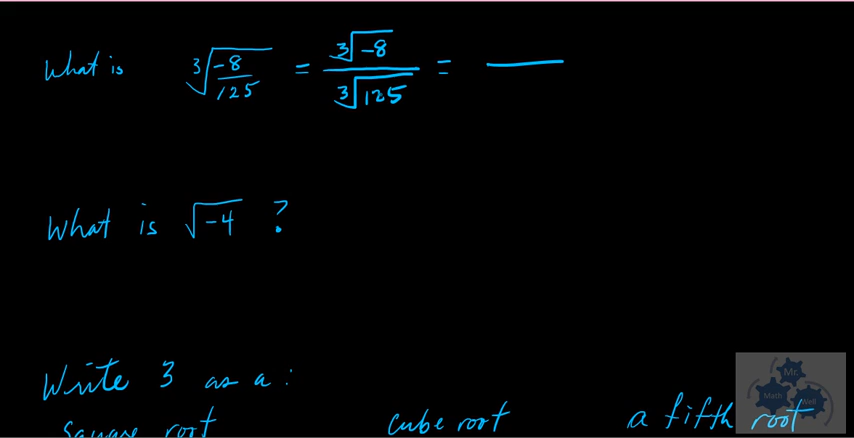 What is ∛(-8/125) = ∛-8/∛125 = ___
What is √-4 ?
Write 3 as a:
square root cube root a fifth root
Mr.
Math Well